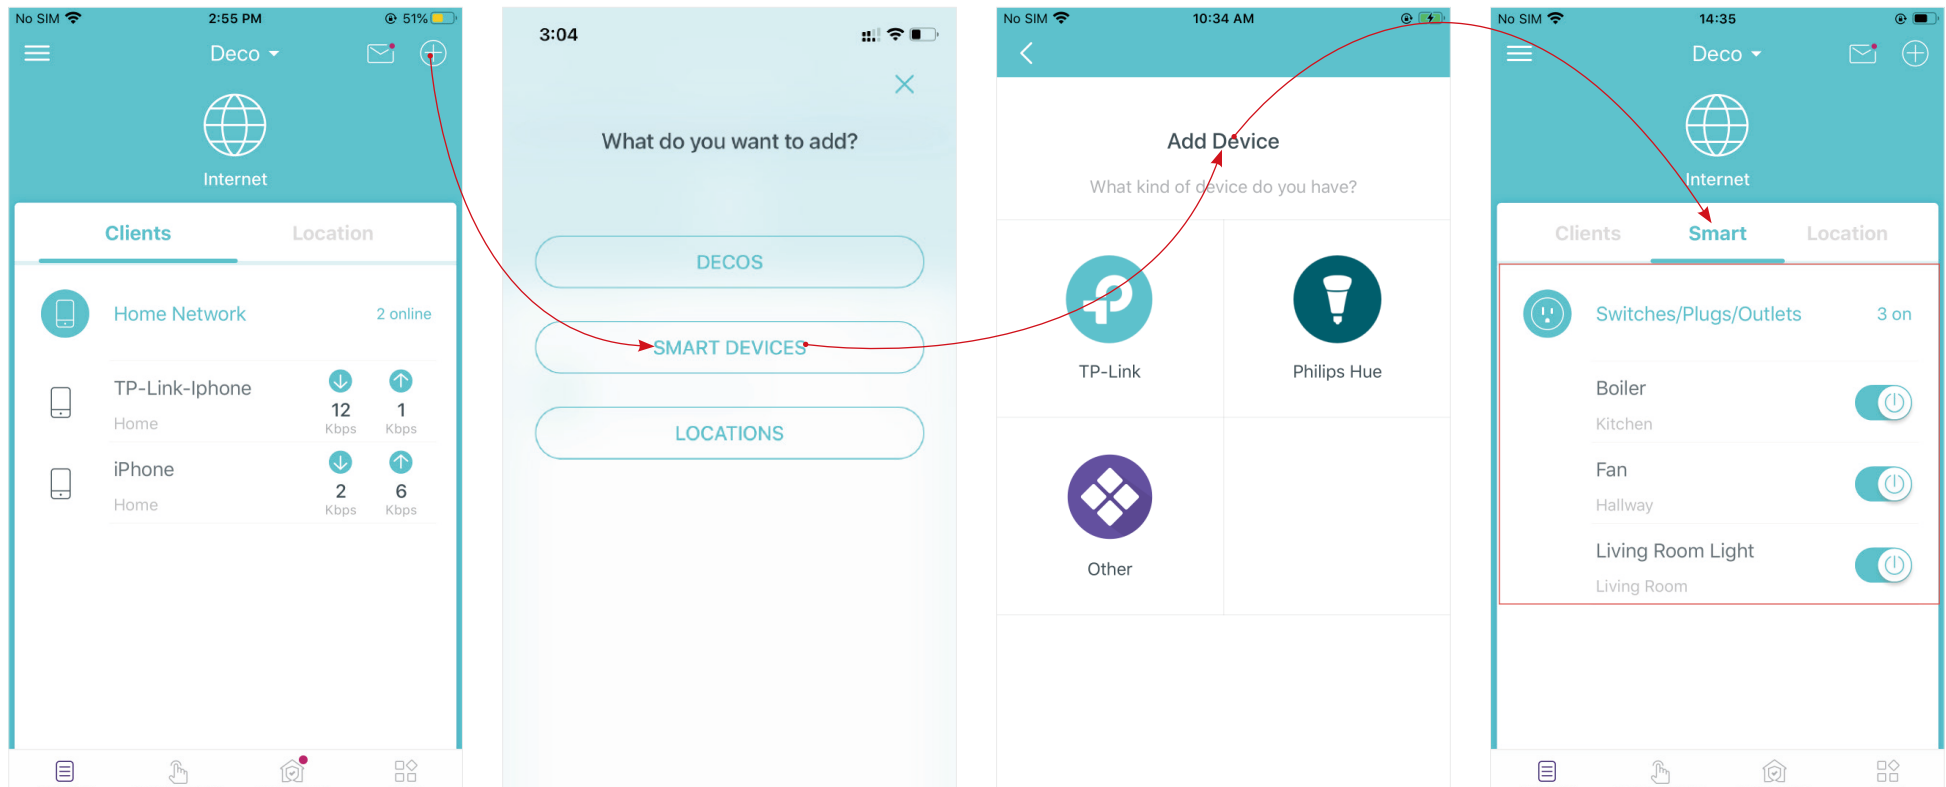 No SIM 2:55 PM 51%
Deco
Internet
Clients Location
Home Network 2 online
TP-Link-Iphone
Home
12 1
Kbps Kbps
iPhone
Home
2 6
Kbps Kbps
3:04
What do you want to add?
DECOS
SMART DEVICES
LOCATIONS
No SIM 10:34 AM
Add Device
What kind of device do you have?
TP-Link Philips Hue
Other
No SIM 14:35
Deco
Internet
Clients Smart Location
Switches/Plugs/Outlets 3 on
Boiler
Kitchen
Fan
Hallway
Living Room Light
Living Room